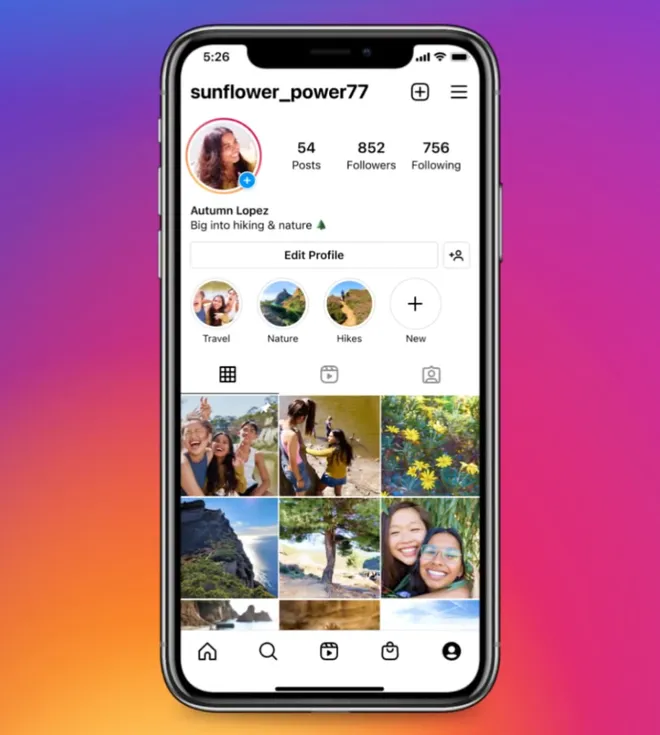 5:26
sunflower_power77
54 852 756
Posts Followers Following
Autumn Lopez
Big into hiking & nature 🌲
Edit Profile
Travel Nature Hikes New